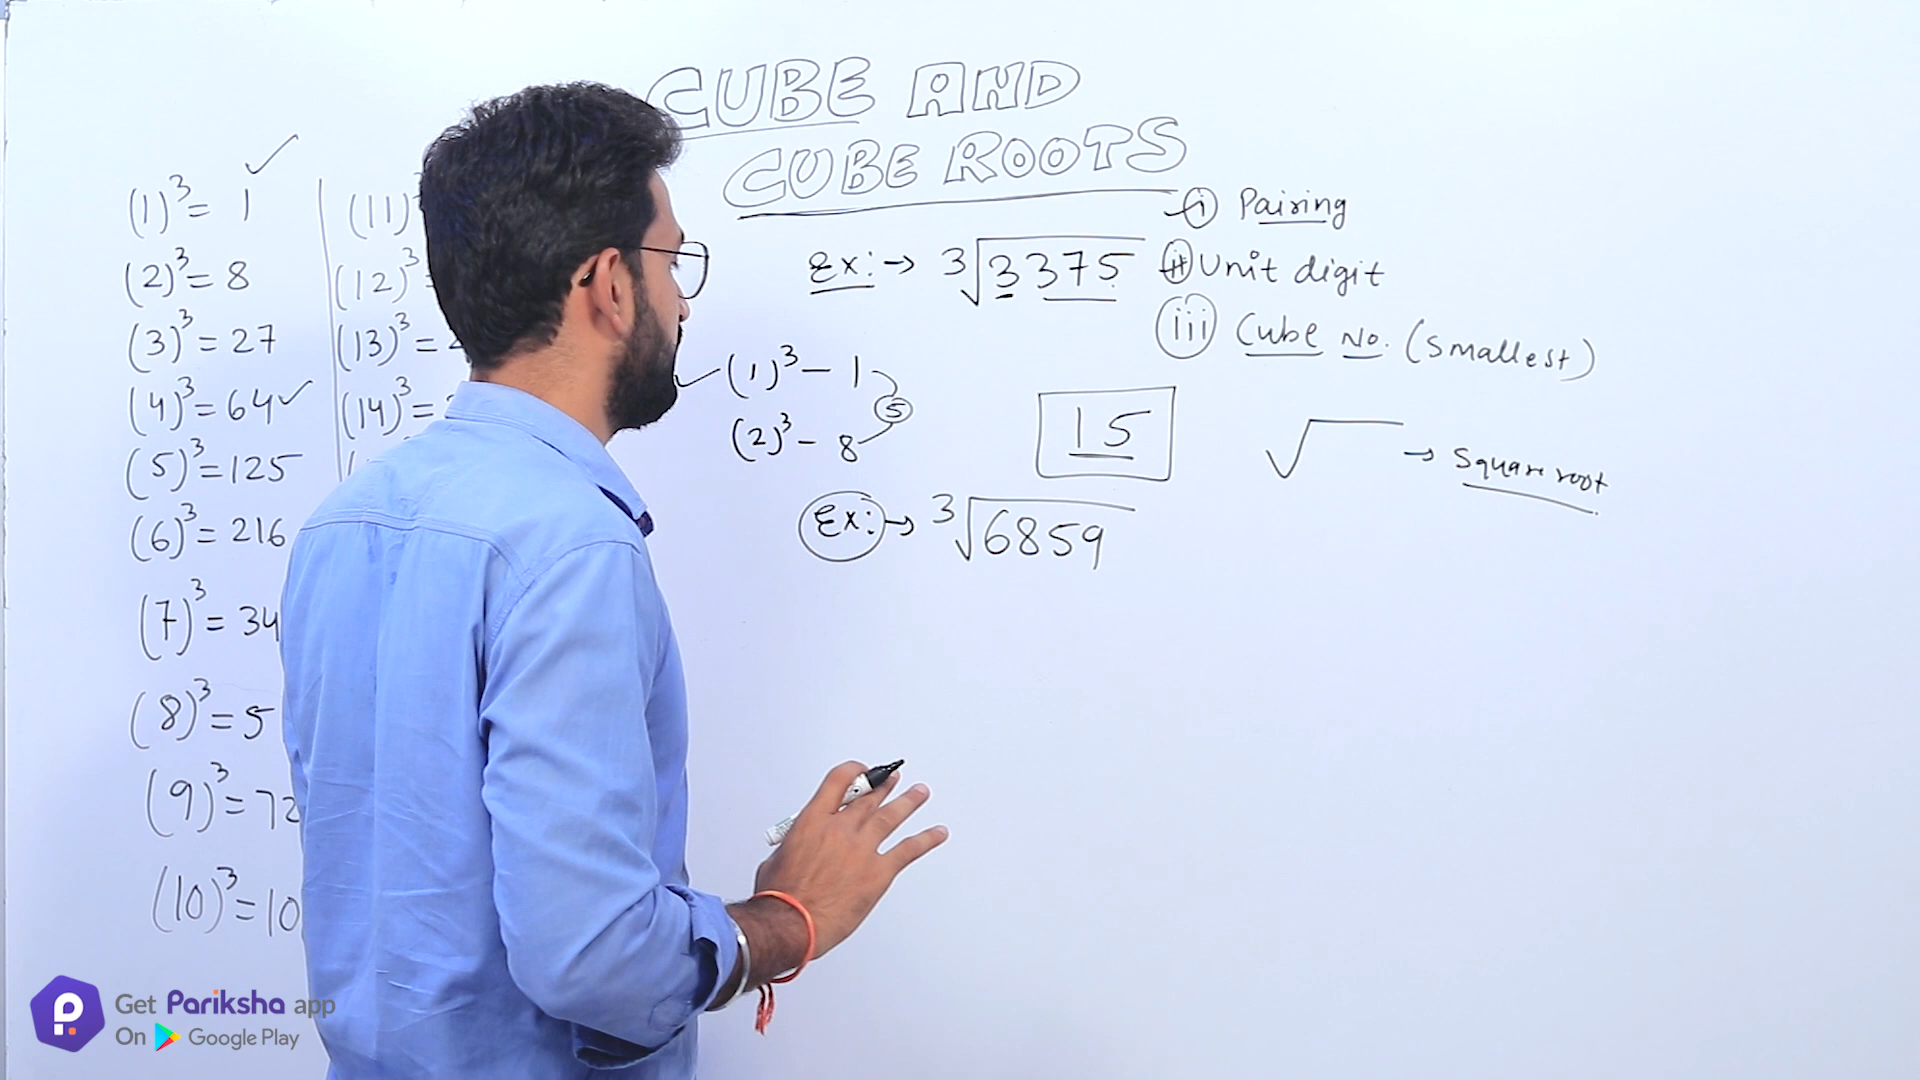 CUBE AND
CUBE ROOTS
(1)³ = 1 ✓
(2)³ = 8
(3)³ = 27
(4)³ = 64 ✓
(5)³ = 125
(6)³ = 216
(7)³ = 34
(8)³ = 5
(9)³ = 72
(10)³ = 10
(11)³
(12)³ =
(13)³ = 2
(14)³ =
Ex: → ³√3375
(i) Pairing
(ii) Unit digit
(iii) Cube No. (smallest)
✓ (1)³ – 1
5
(2)³ – 8
15
√ → Square root
Ex: → ³√6859
Get Pariksha app
On Google Play